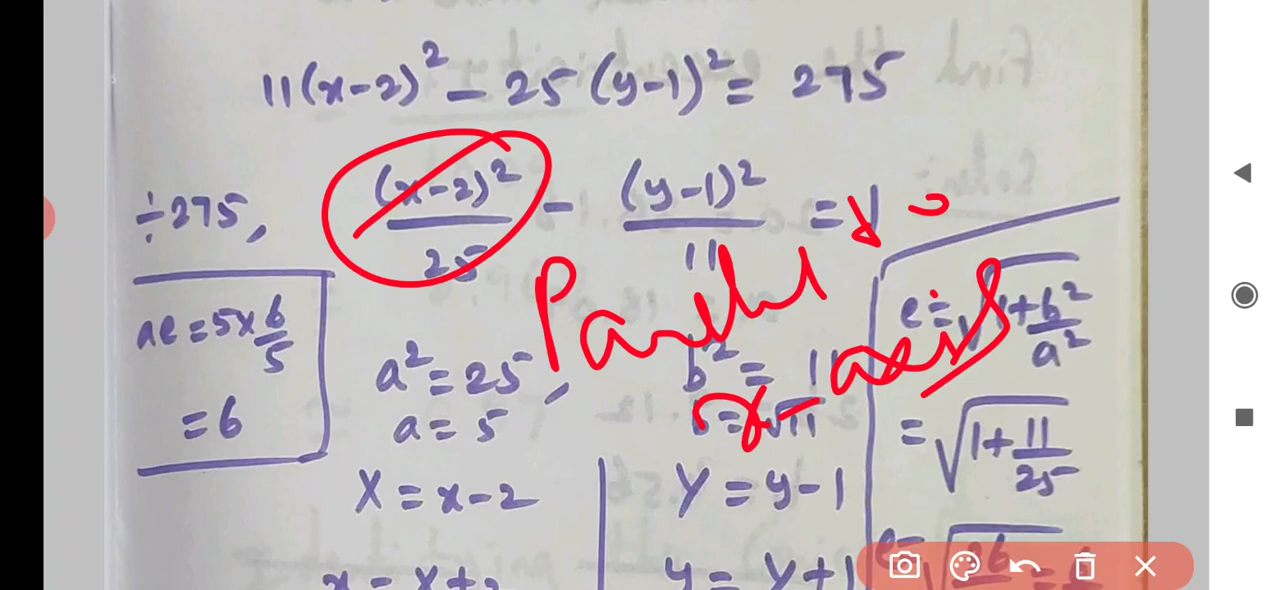 11(x-2)² - 25(y-1)² = 275
÷275, (x-2)²/25 - (y-1)²/11 = 1
Parallel
x-axis
ae = 5×6/5
= 6
a² = 25,
a = 5
b² = 11
b = √11
e = √1+b²/a²
= √1+11/25
X = x-2
Y = y-1
y = Y+1